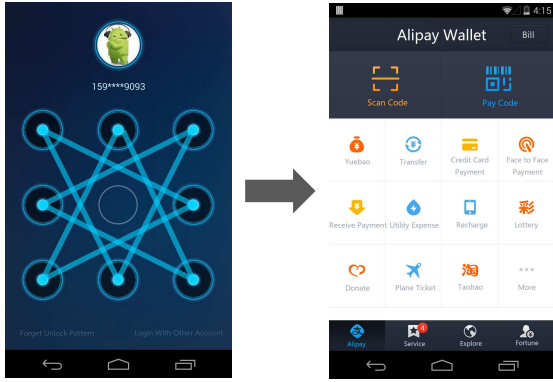 159****9093
Forget Unlock Pattern
Login With Other Account
4:15
Alipay Wallet
Bill
Scan Code
Pay Code
Yuebao
Transfer
Credit Card
Payment
Face to Face
Payment
Receive Payment
Utility Expense
Recharge
彩
Lottery
Donate
Plane Ticket
淘
Taobao
More
4
Alipay
Service
Explore
Fortune